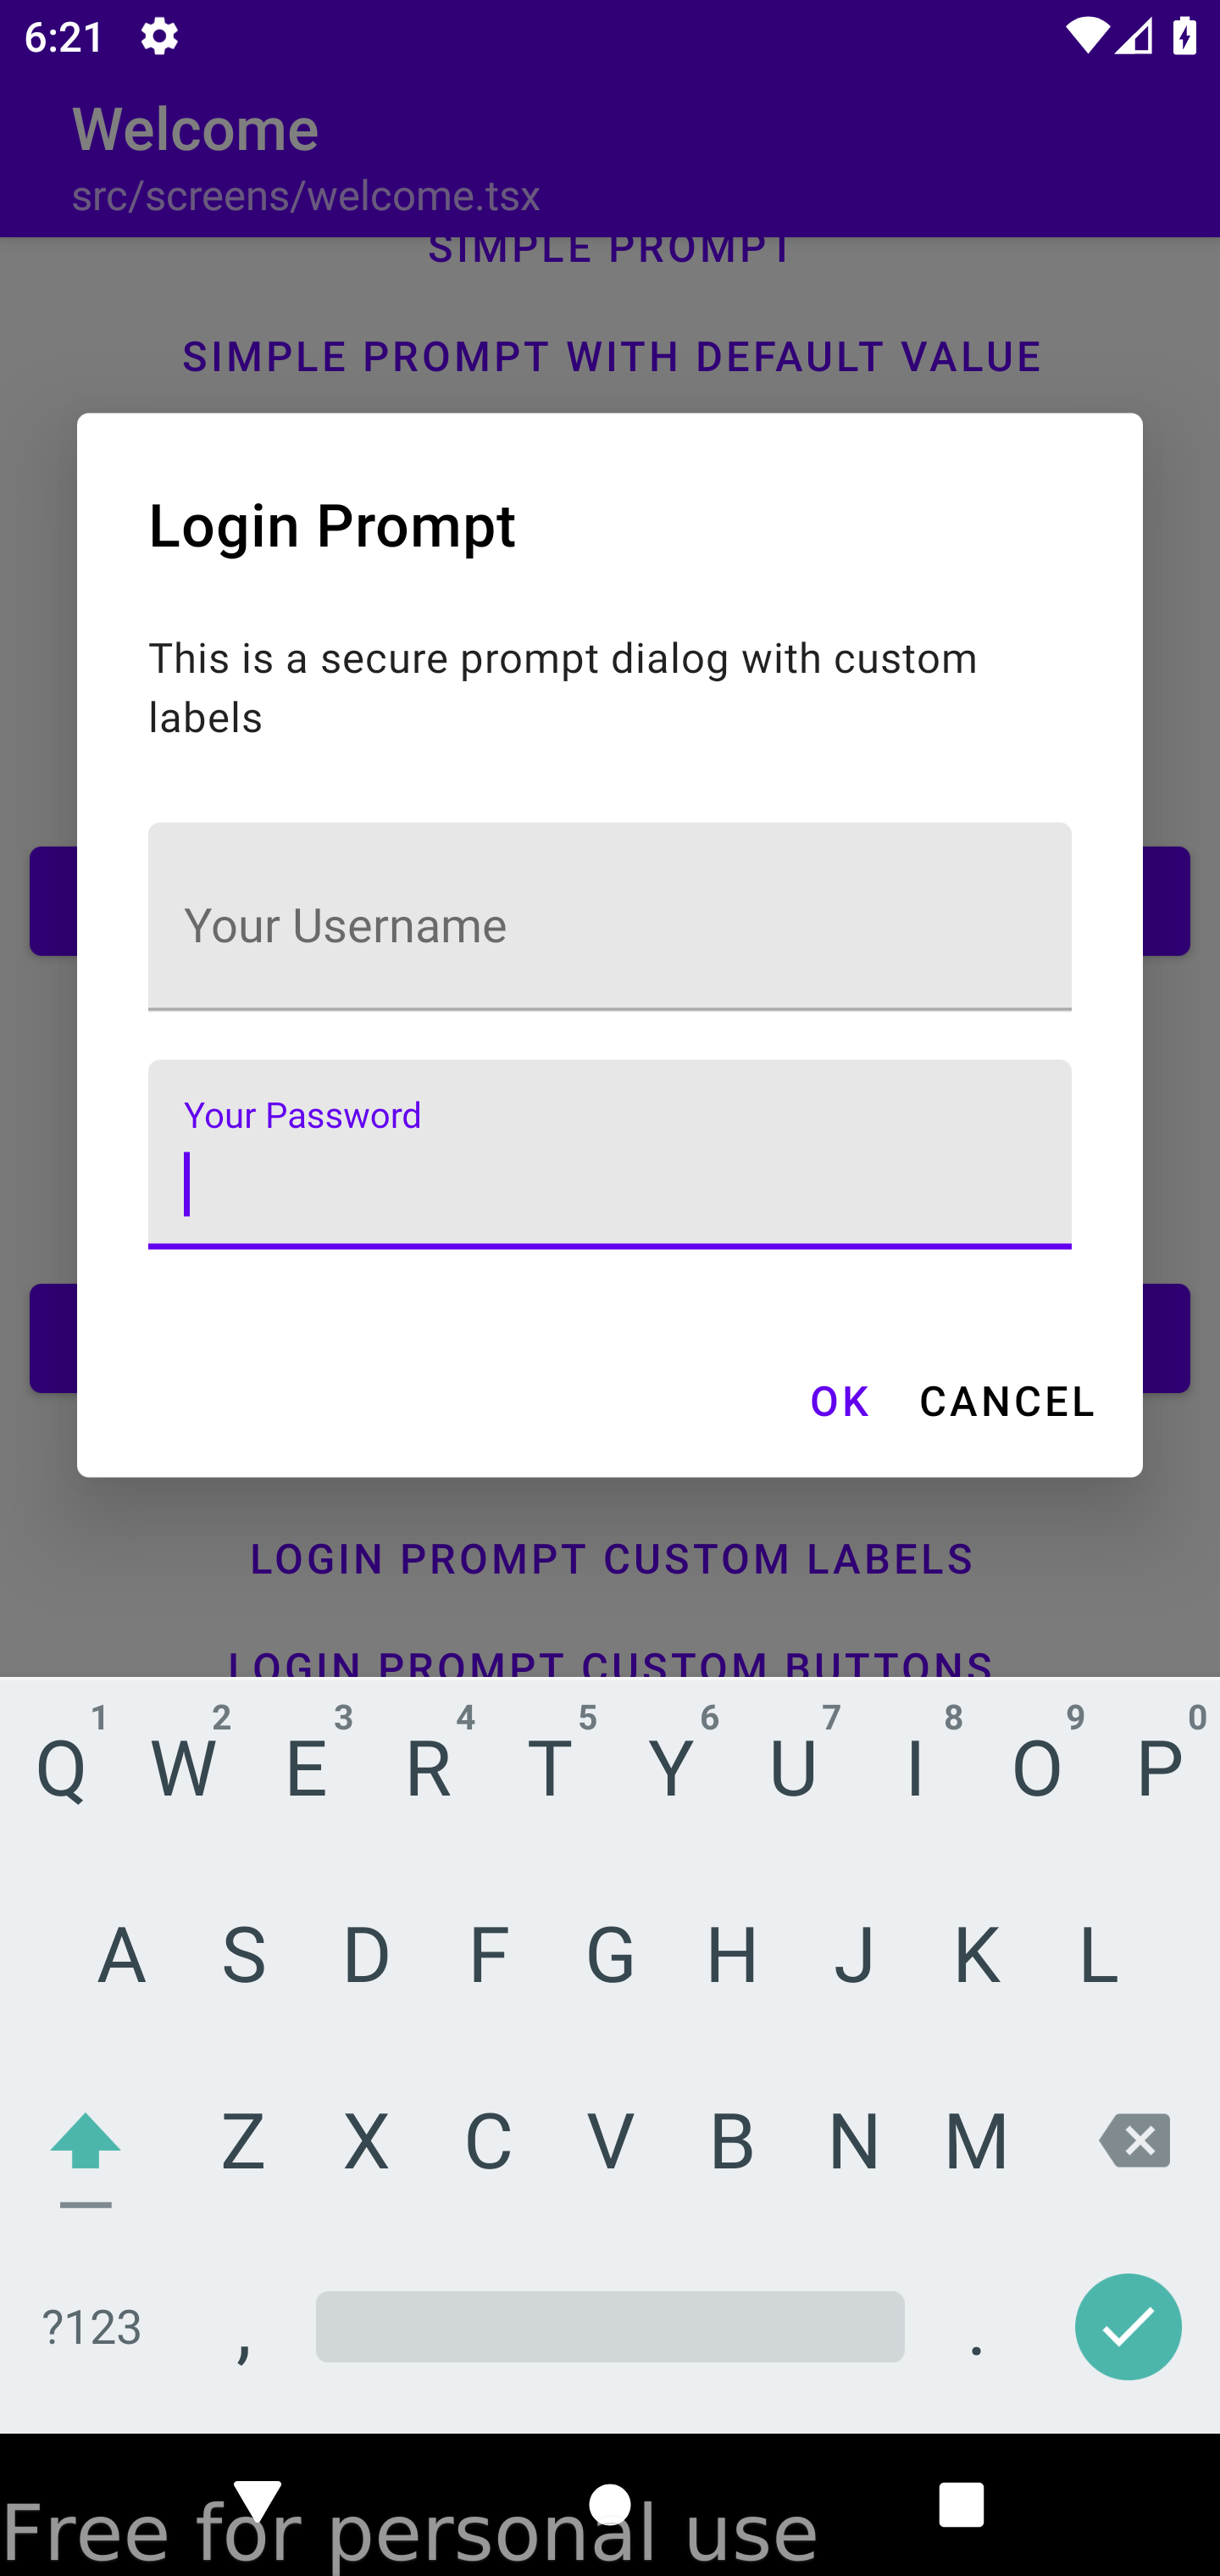 6:21
Welcome
src/screens/welcome.tsx
SIMPLE PROMPT
SIMPLE PROMPT WITH DEFAULT VALUE
Login Prompt
This is a secure prompt dialog with custom
labels
Your Username
Your Password
OK CANCEL
LOGIN PROMPT CUSTOM LABELS
LOGIN PROMPT CUSTOM BUTTONS
1 2 3 4 5 6 7 8 9 0
Q W E R T Y U I O P
A S D F G H J K L
Z X C V B N M
?123 , .
Free for personal use